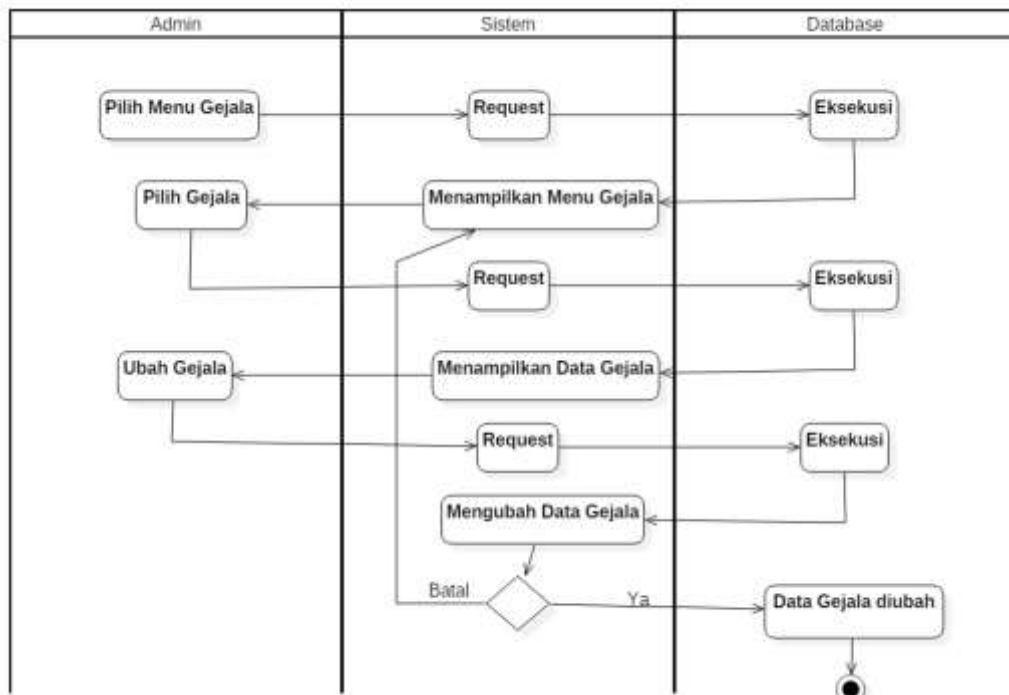 Admin
Sistem
Database
Pilih Menu Gejala
Request
Eksekusi
Pilih Gejala
Menampilkan Menu Gejala
Request
Eksekusi
Ubah Gejala
Menampilkan Data Gejala
Request
Eksekusi
Mengubah Data Gejala
Batal
Ya
Data Gejala diubah